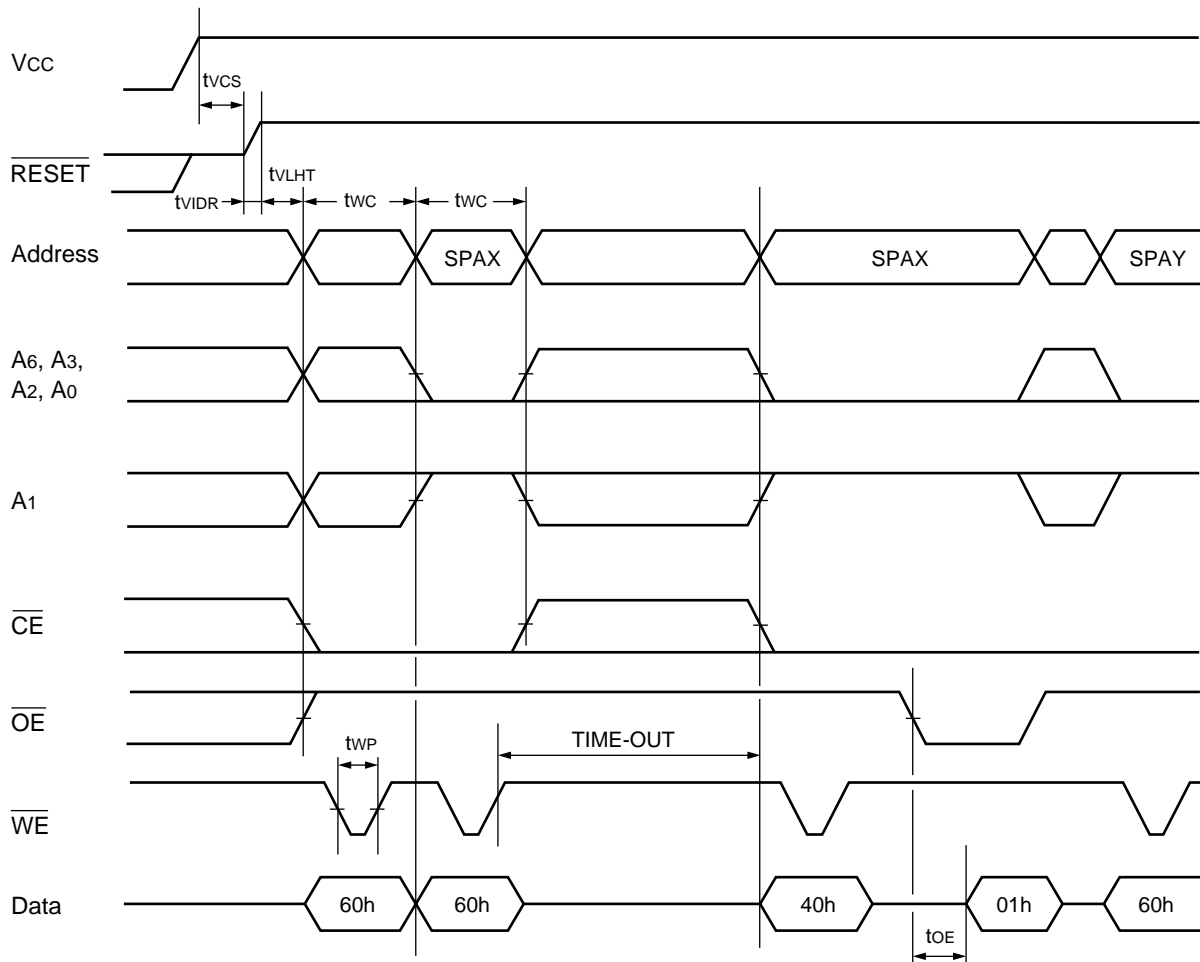 VCC
tVCS
RESET
tVLHT
tVIDR
tWC
tWC
Address
SPAX
SPAX
SPAY
A6, A3,
A2, A0
A1
CE
OE
tWP
TIME-OUT
WE
Data
60h
60h
40h
01h
60h
tOE